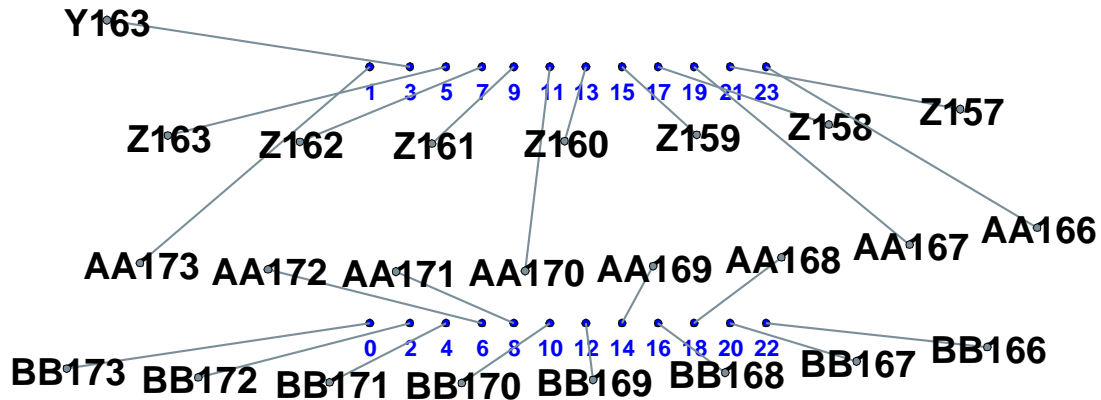 Y163
1 3 5 7 9 11 13 15 17 19 21 23
Z163 Z162 Z161 Z160 Z159 Z158 Z157
AA173 AA172 AA171 AA170 AA169 AA168 AA167 AA166
0 2 4 6 8 10 12 14 16 18 20 22
BB173 BB172 BB171 BB170 BB169 BB168 BB167 BB166